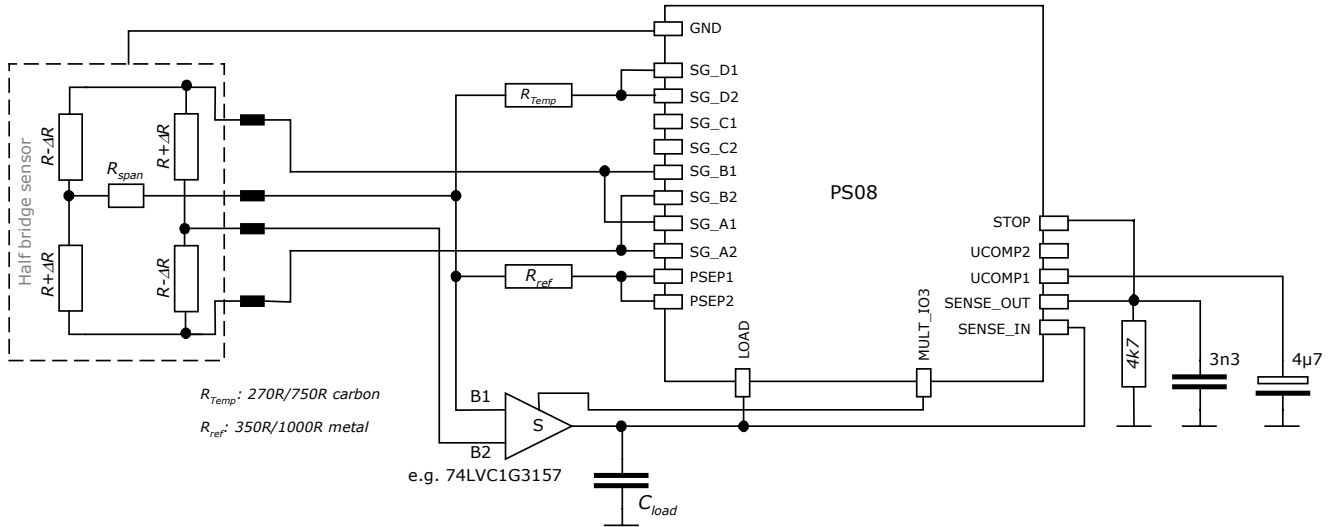 GND
SG_D1
SG_D2
SG_C1
SG_C2
SG_B1
SG_B2
SG_A1
SG_A2
PSEP1
PSEP2
PS08
STOP
UCOMP2
UCOMP1
SENSE_OUT
SENSE_IN
LOAD
MULT_IO3
Half bridge sensor
R-ΔR
R+ΔR
R+ΔR
R-ΔR
Rspan
RTemp
Rref
4k7
3n3
4µ7
RTemp: 270R/750R carbon
Rref: 350R/1000R metal
B1
S
B2
e.g. 74LVC1G3157
Cload